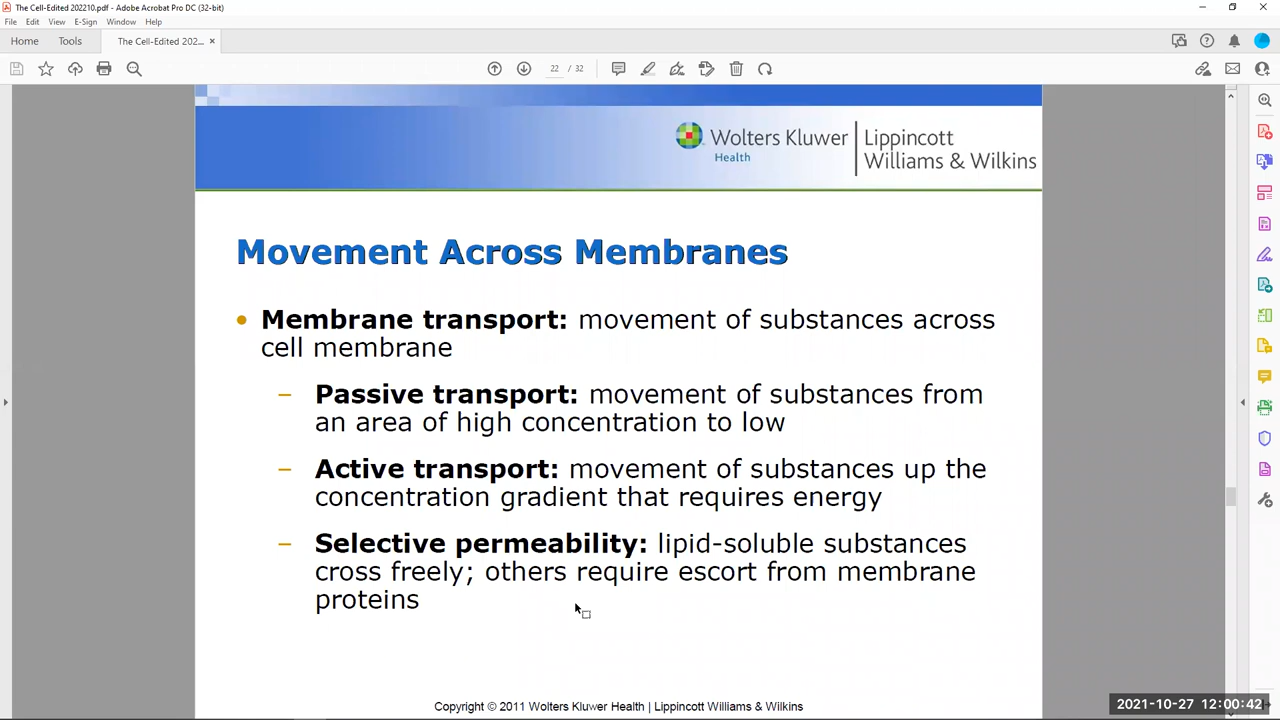 The Cell-Edited 202210.pdf - Adobe Acrobat Pro DC (32-bit)
File Edit View E-Sign Window Help
Home Tools The Cell-Edited 202... ×
22 / 32
Wolters Kluwer
Health
Lippincott
Williams & Wilkins
Movement Across Membranes
• Membrane transport: movement of substances across
cell membrane
– Passive transport: movement of substances from
an area of high concentration to low
– Active transport: movement of substances up the
concentration gradient that requires energy
– Selective permeability: lipid-soluble substances
cross freely; others require escort from membrane
proteins
Copyright © 2011 Wolters Kluwer Health | Lippincott Williams & Wilkins
2021-10-27 12:00:42